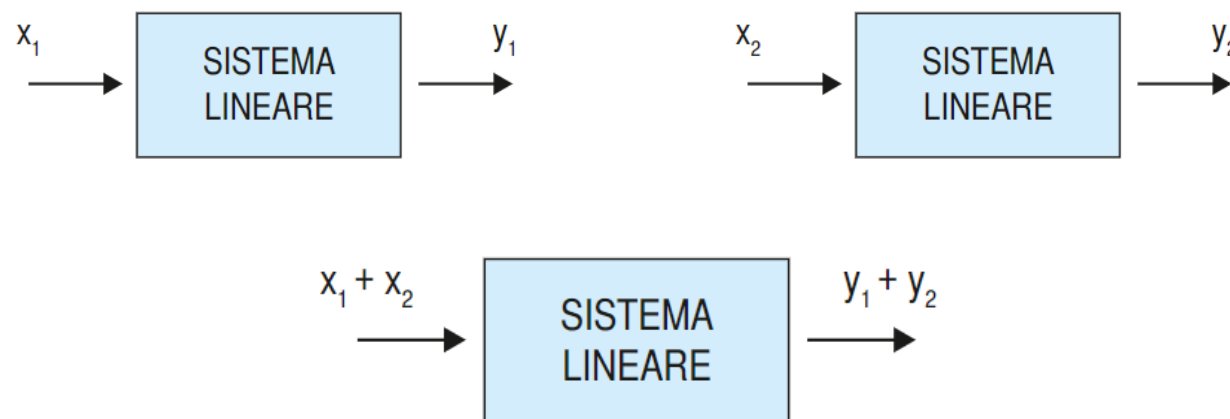 x₁ y₁ x₂ y₂
SISTEMA SISTEMA
LINEARE LINEARE
x₁ + x₂ y₁ + y₂
SISTEMA
LINEARE